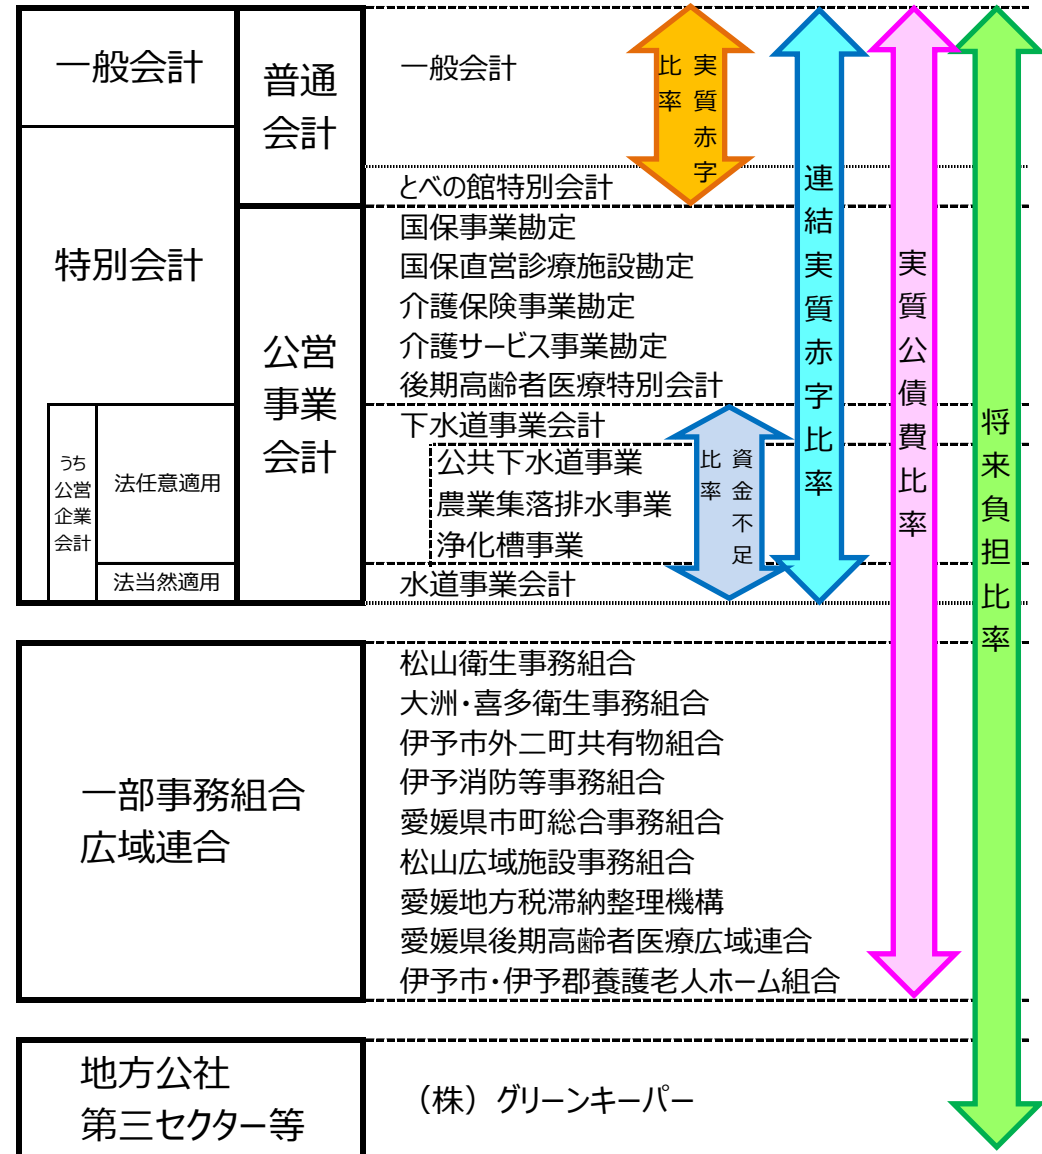 一般会計
特別会計
うち
公営
企業
会計
法任意適用
法当然適用
普通
会計
公営
事業
会計
一般会計
とべの館特別会計
国保事業勘定
国保直営診療施設勘定
介護保険事業勘定
介護サービス事業勘定
後期高齢者医療特別会計
下水道事業会計
公共下水道事業
農業集落排水事業
浄化槽事業
水道事業会計
実質赤字
比率
資金不足
比率
連結実質赤字比率
実質公債費比率
将来負担比率
一部事務組合
広域連合
松山衛生事務組合
大洲・喜多衛生事務組合
伊予市外二町共有物組合
伊予消防等事務組合
愛媛県市町総合事務組合
松山広域施設事務組合
愛媛地方税滞納整理機構
愛媛県後期高齢者医療広域連合
伊予市・伊予郡養護老人ホーム組合
地方公社
第三セクター等
（株）グリーンキーパー